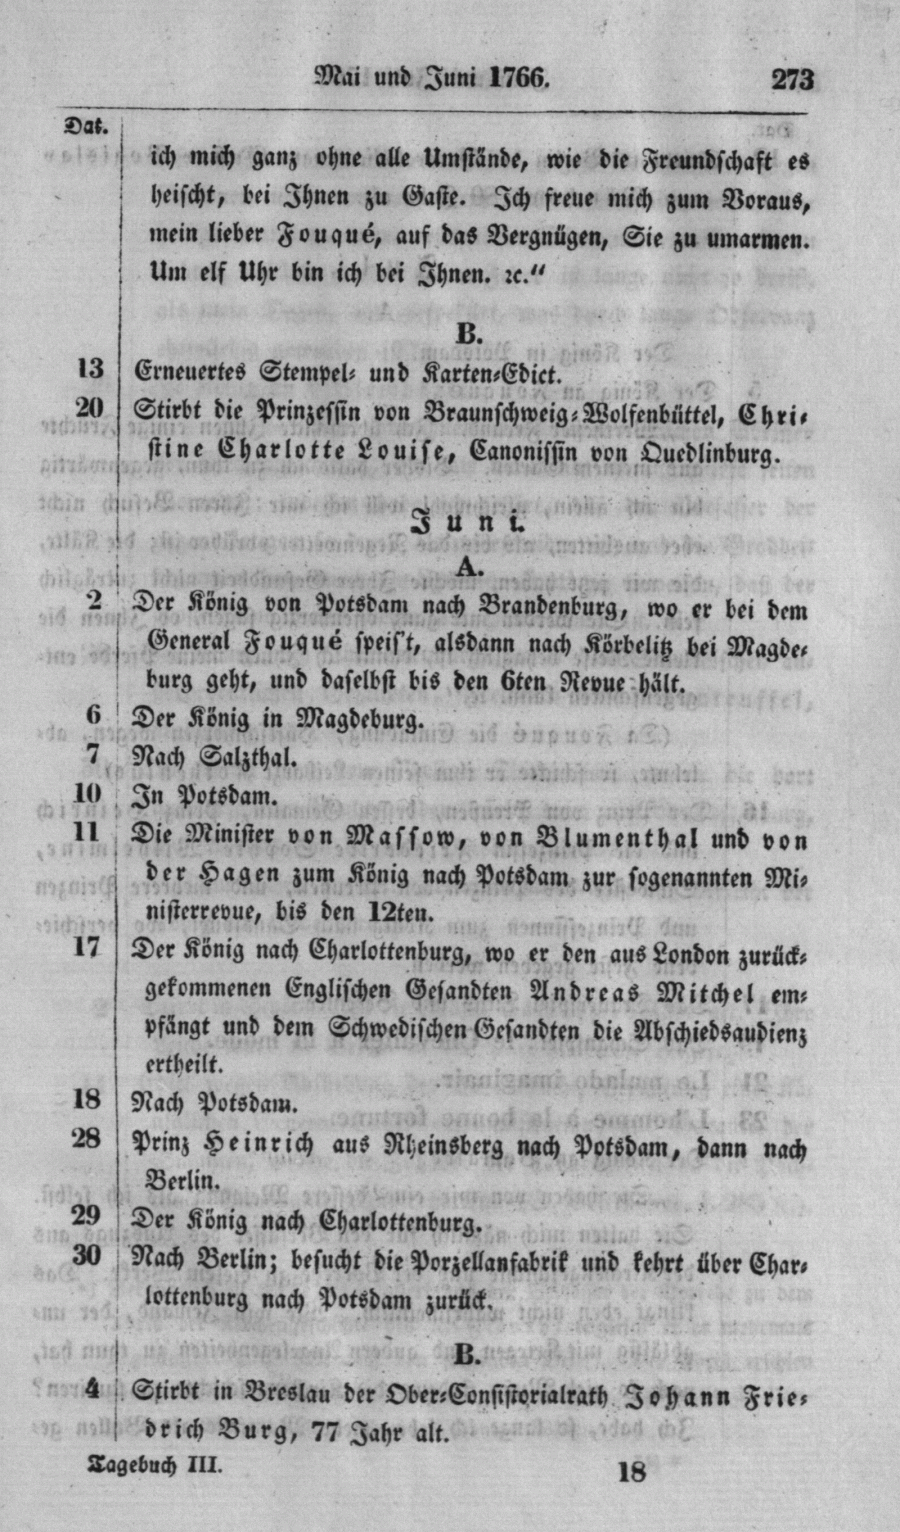 Mai und Juni 1766. 273
Dat.
ich mich ganz ohne alle Umstände, wie die Freundschaft es
heischt, bei Ihnen zu Gaste. Ich freue mich zum Voraus,
mein lieber Fouqué, auf das Vergnügen, Sie zu umarmen.
Um elf Uhr bin ich bei Ihnen. ꝛc.“
B.
13 Erneuertes Stempel- und Karten-Edict.
20 Stirbt die Prinzessin von Braunschweig-Wolfenbüttel, Chri-
stine Charlotte Louise, Canonissin von Quedlinburg.
Juni.
A.
2 Der König von Potsdam nach Brandenburg, wo er bei dem
General Fouqué speis't, alsdann nach Körbelitz bei Magde-
burg geht, und daselbst bis den 6ten Revue hält.
6 Der König in Magdeburg.
7 Nach Salzthal.
10 In Potsdam.
11 Die Minister von Massow, von Blumenthal und von
der Hagen zum König nach Potsdam zur sogenannten Mi-
nisterrevue, bis den 12ten.
17 Der König nach Charlottenburg, wo er den aus London zurück-
gekommenen Englischen Gesandten Andreas Mitchel em-
pfängt und dem Schwedischen Gesandten die Abschiedsaudienz
ertheilt.
18 Nach Potsdam.
28 Prinz Heinrich aus Rheinsberg nach Potsdam, dann nach
Berlin.
29 Der König nach Charlottenburg.
30 Nach Berlin; besucht die Porzellanfabrik und kehrt über Char-
lottenburg nach Potsdam zurück.
B.
4 Stirbt in Breslau der Ober-Consistorialrath Johann Frie-
drich Burg, 77 Jahr alt.
Tagebuch III. 18